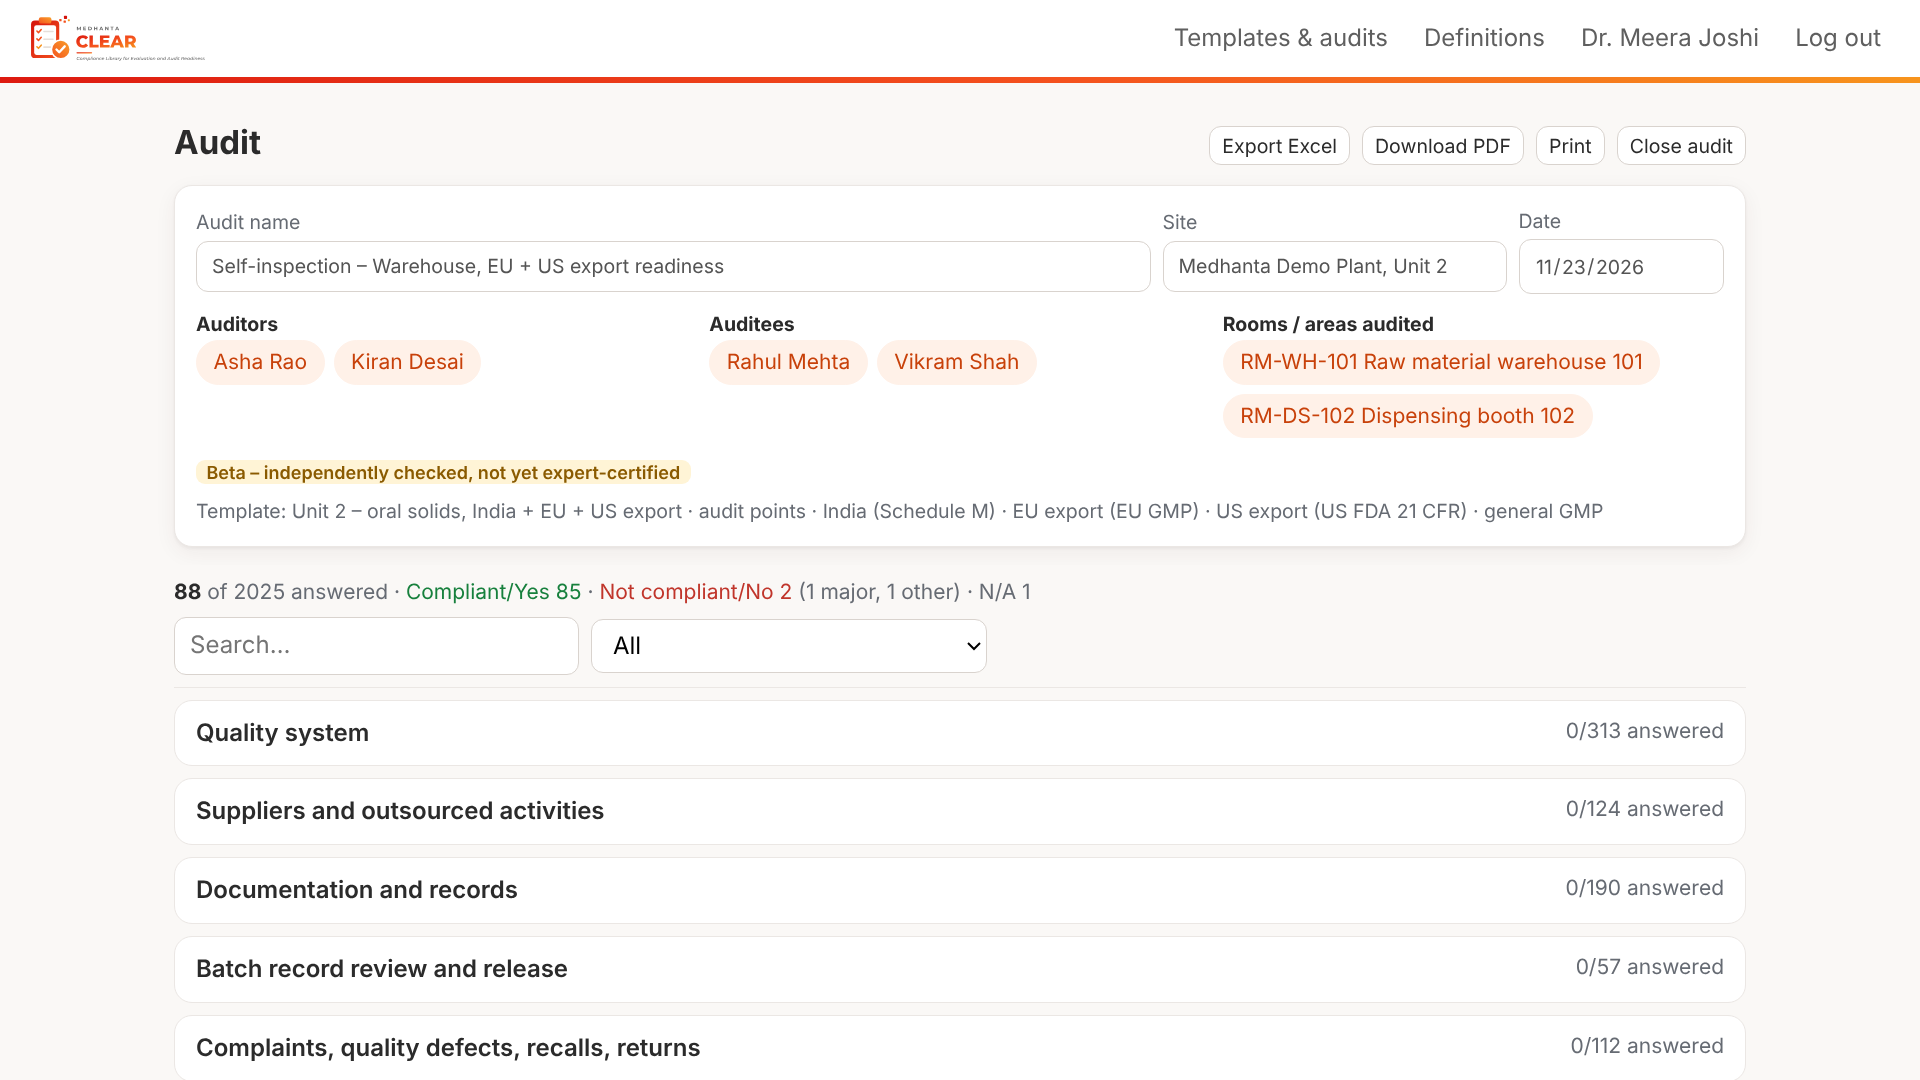 MEDHANTA
CLEAR
Compliance Library for Evaluation and Audit Readiness
Templates & audits
Definitions
Dr. Meera Joshi
Log out
Audit
Export Excel
Download PDF
Print
Close audit
Audit name
Site
Date
Self-inspection – Warehouse, EU + US export readiness
Medhanta Demo Plant, Unit 2
11/23/2026
Auditors
Auditees
Rooms / areas audited
Asha Rao
Kiran Desai
Rahul Mehta
Vikram Shah
RM-WH-101 Raw material warehouse 101
RM-DS-102 Dispensing booth 102
Beta – independently checked, not yet expert-certified
Template: Unit 2 – oral solids, India + EU + US export · audit points · India (Schedule M) · EU export (EU GMP) · US export (US FDA 21 CFR) · general GMP
88 of 2025 answered · Compliant/Yes 85 · Not compliant/No 2 (1 major, 1 other) · N/A 1
Search...
All
Quality system
0/313 answered
Suppliers and outsourced activities
0/124 answered
Documentation and records
0/190 answered
Batch record review and release
0/57 answered
Complaints, quality defects, recalls, returns
0/112 answered